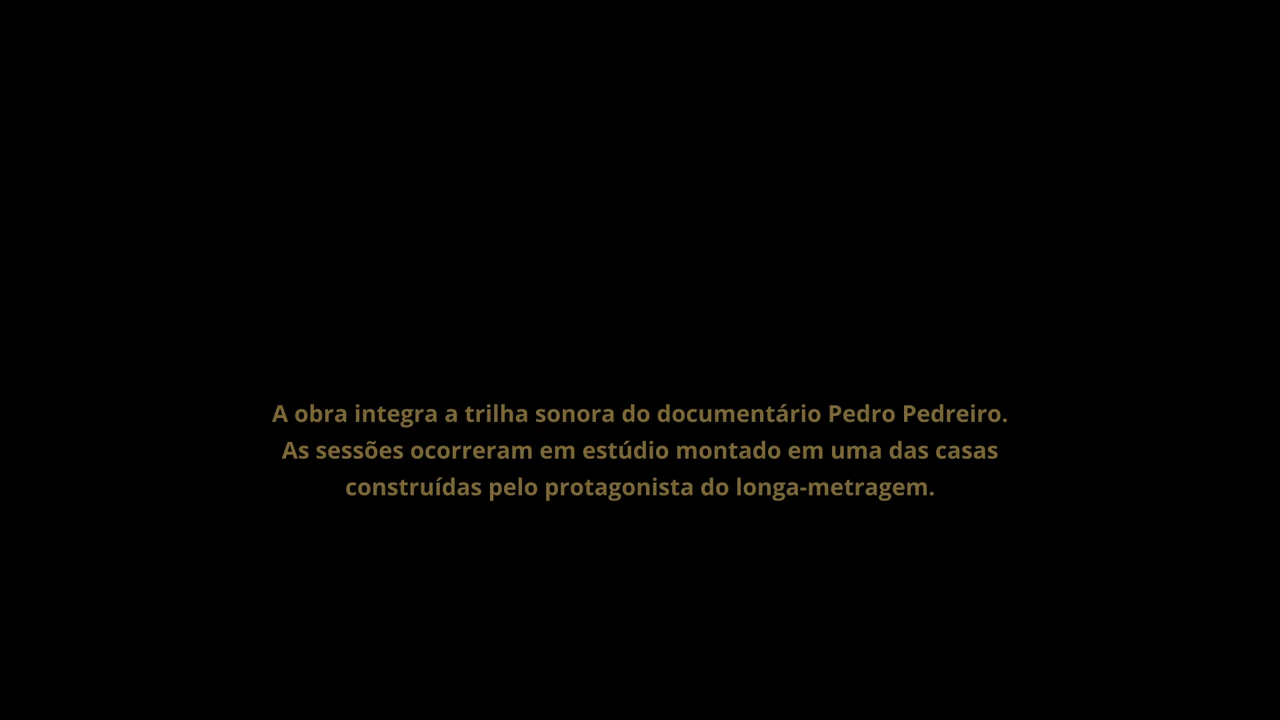 A obra integra a trilha sonora do documentário Pedro Pedreiro.
As sessões ocorreram em estúdio montado em uma das casas
construídas pelo protagonista do longa-metragem.